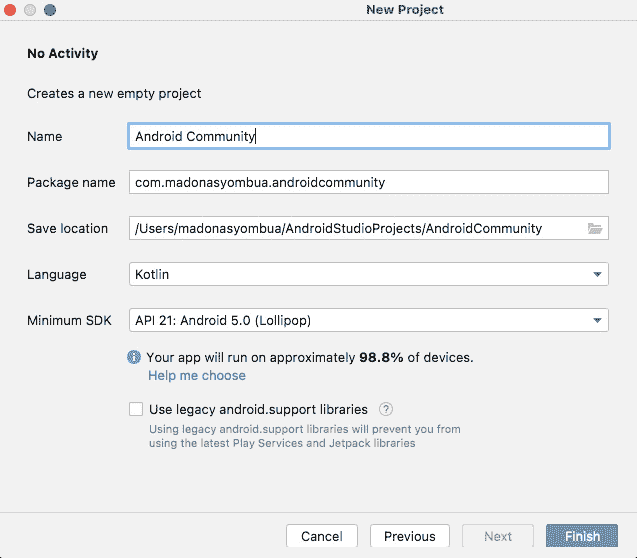 New Project
No Activity
Creates a new empty project
Name
Android Community
Package name
com.madonasyombua.androidcommunity
Save location
/Users/madonasyombua/AndroidStudioProjects/AndroidCommunity
Language
Kotlin
Minimum SDK
API 21: Android 5.0 (Lollipop)
Your app will run on approximately 98.8% of devices.
Help me choose
Use legacy android.support libraries ?
Using legacy android.support libraries will prevent you from
using the latest Play Services and Jetpack libraries
Cancel
Previous
Next
Finish